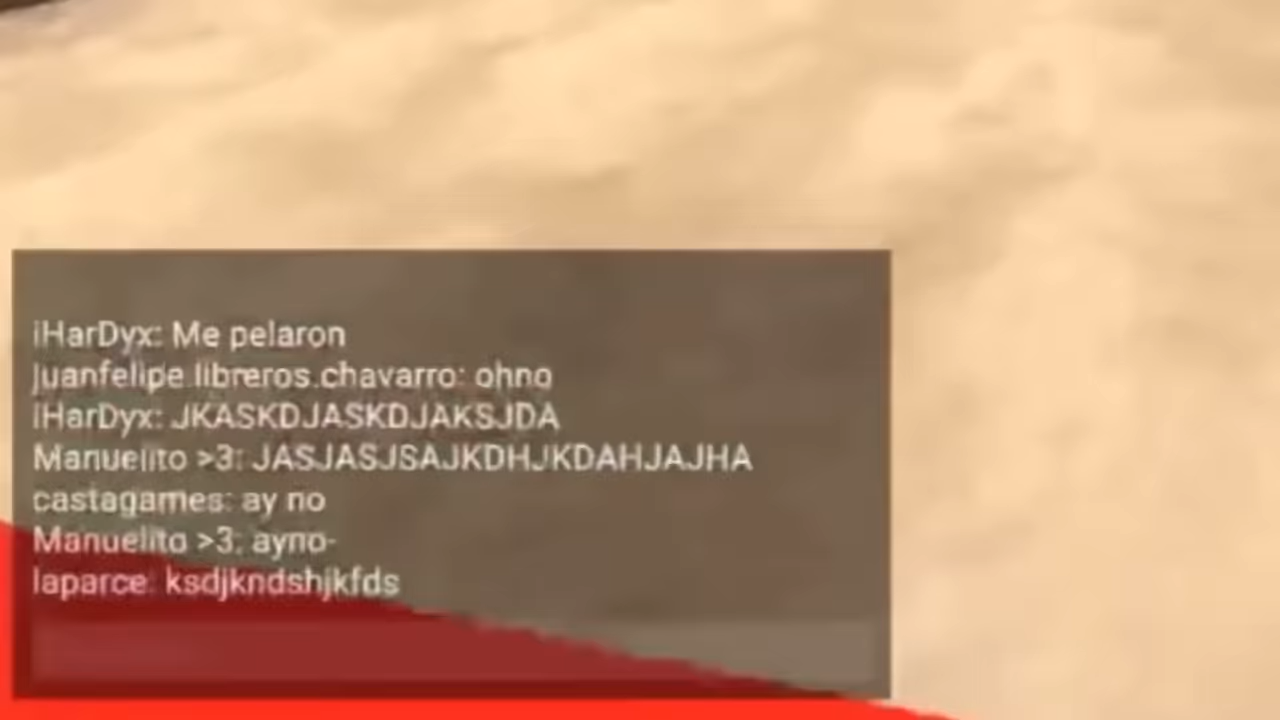 iHarDyx: Me pelaron
juanfelipe.libreros.chavarro: ohno
iHarDyx: JKASKDJASKDJAKSJDA
Manuelito >3: JASJASJSAJKDHJKDAHJAJHA
castagames: ay no
Manuelito >3: ayno-
laparce: ksdjkndshjkfds